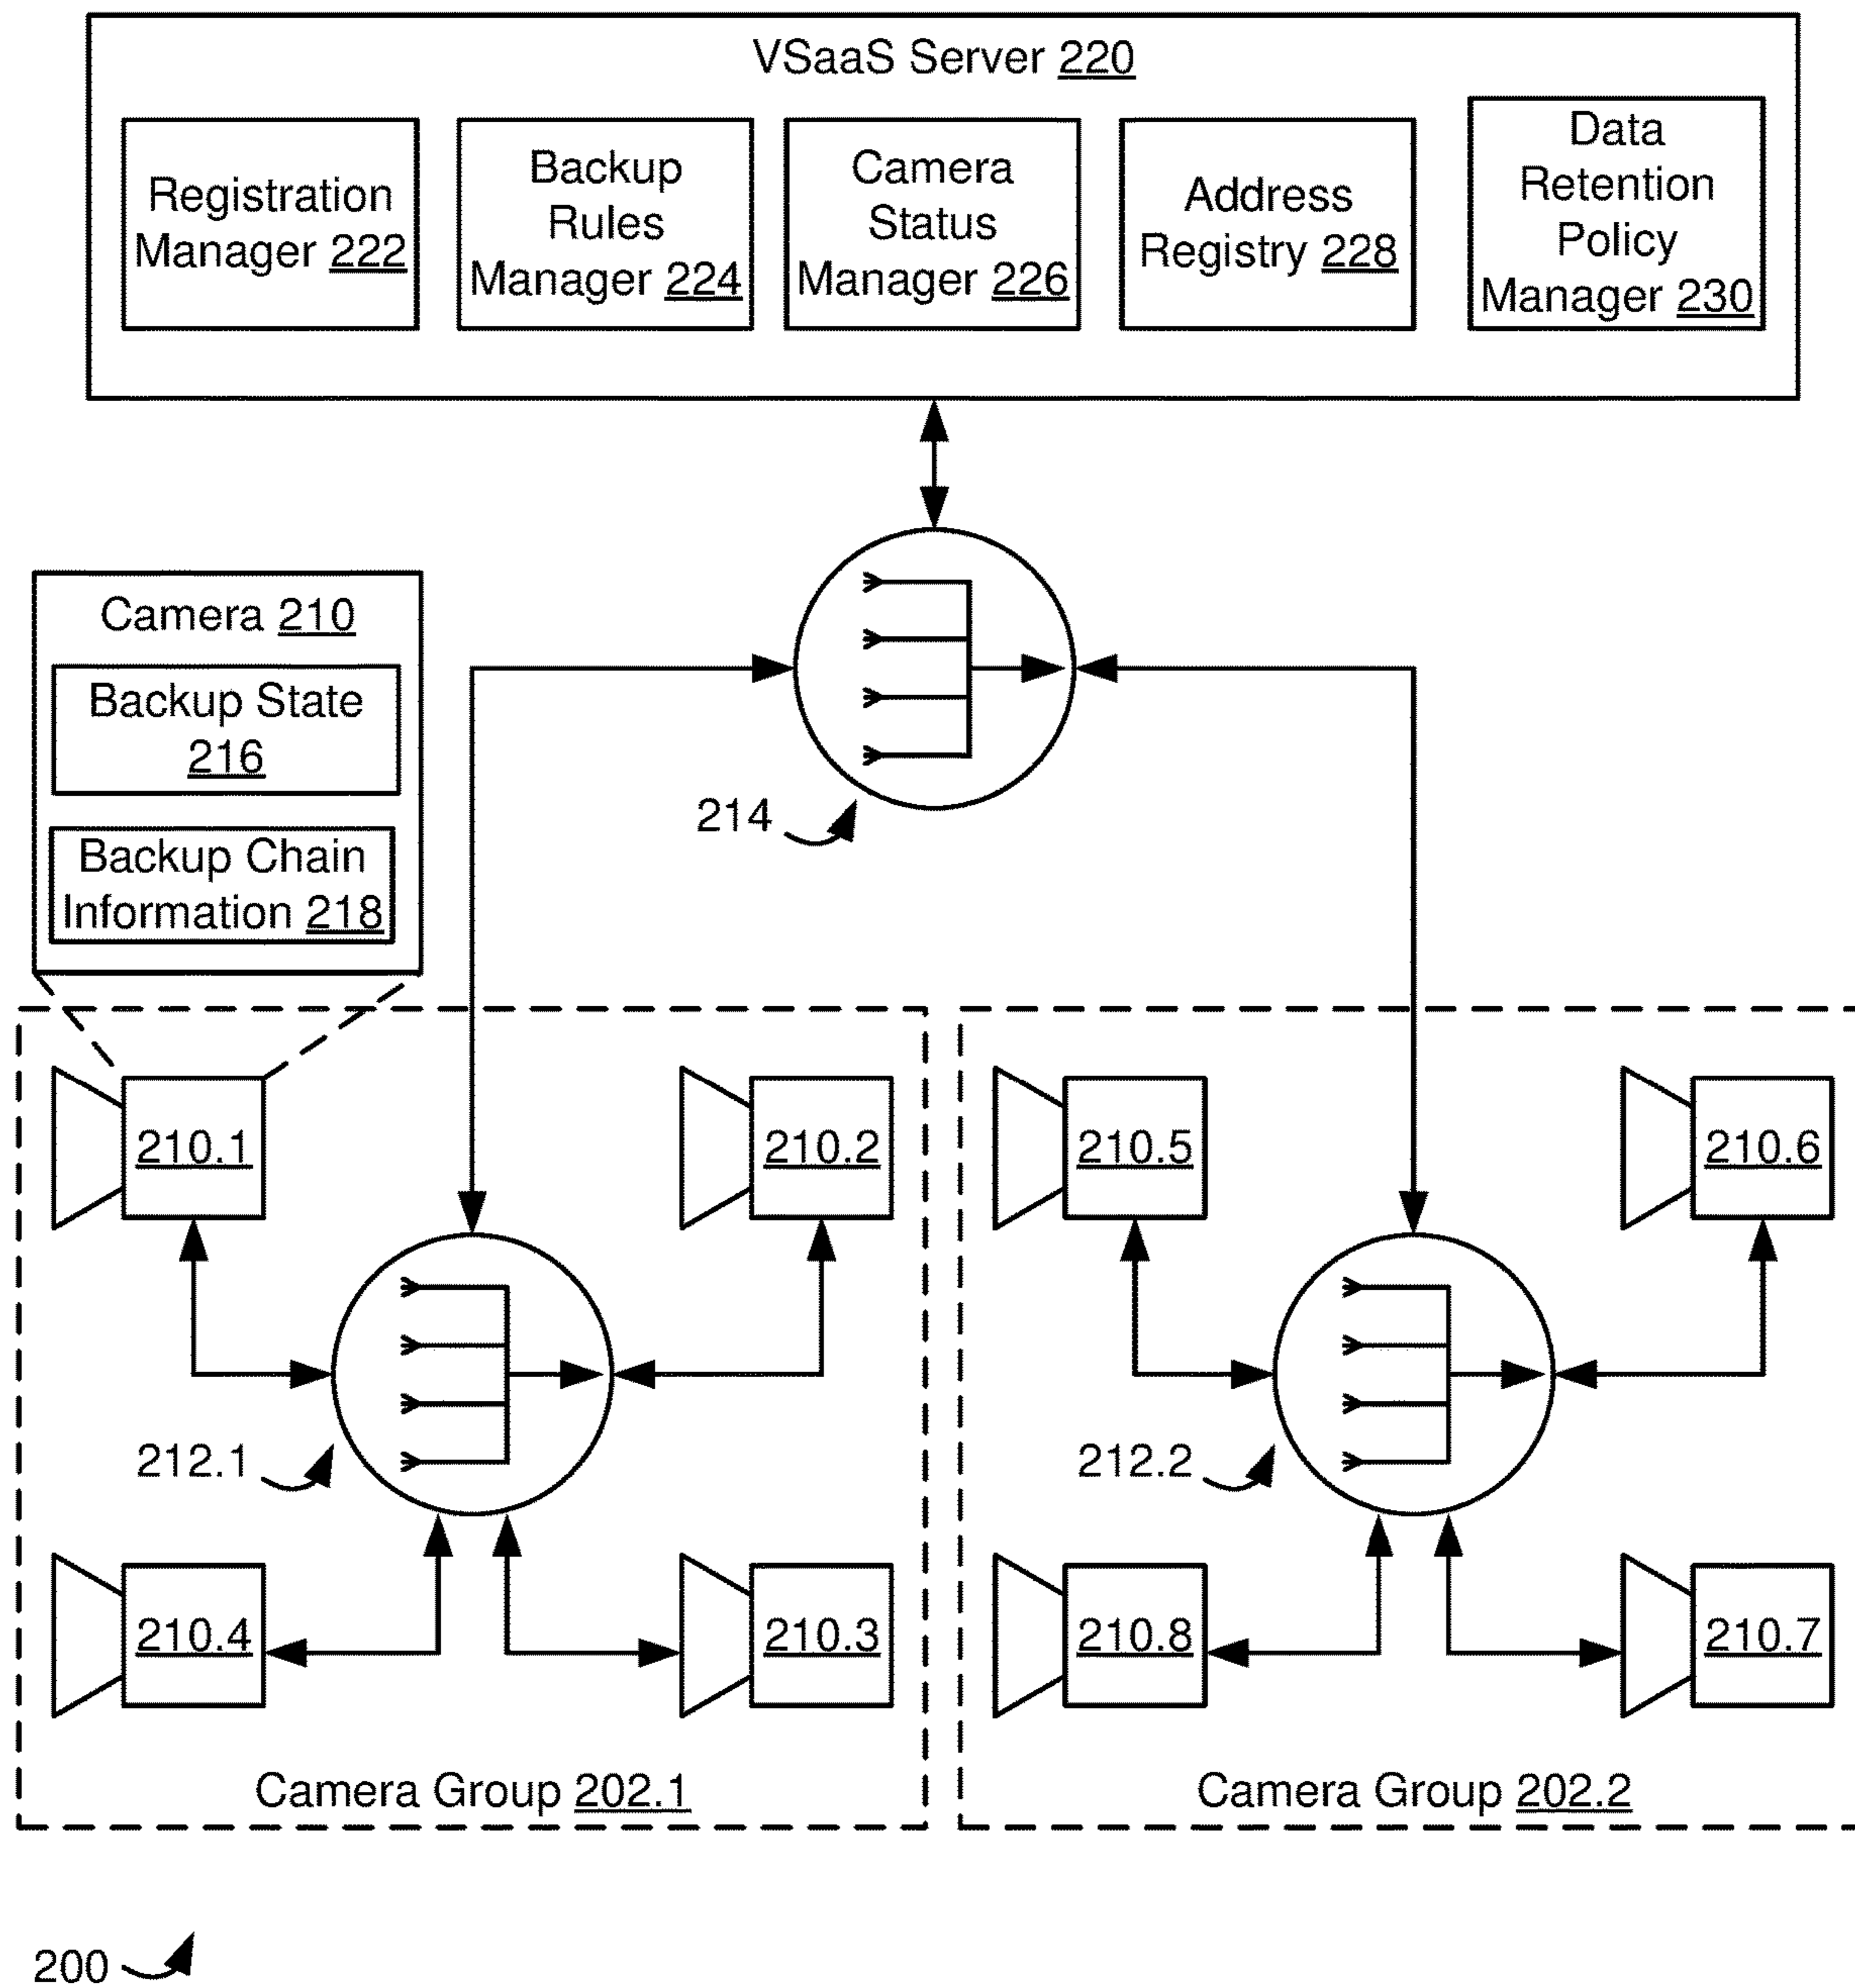 VSaaS Server 220
Registration
Manager 222
Backup
Rules
Manager 224
Camera
Status
Manager 226
Address
Registry 228
Data
Retention
Policy
Manager 230
Camera 210
Backup State
216
Backup Chain
Information 218
214
210.1
210.2
212.1
210.4
210.3
Camera Group 202.1
210.5
210.6
212.2
210.8
210.7
Camera Group 202.2
200